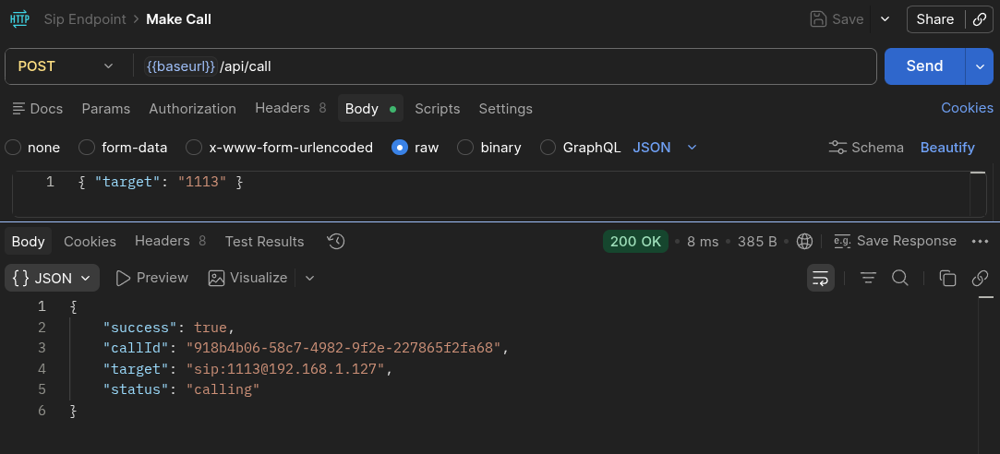 HTTP Sip Endpoint > Make Call Save Share
POST {{baseurl}} /api/call Send
Docs Params Authorization Headers 8 Body Scripts Settings Cookies
none form-data x-www-form-urlencoded raw binary GraphQL JSON Schema Beautify
1 { "target": "1113" }
Body Cookies Headers 8 Test Results 200 OK • 8 ms • 385 B e.g. Save Response
{} JSON Preview Visualize
1 {
2 "success": true,
3 "callId": "918b4b06-58c7-4982-9f2e-227865f2fa68",
4 "target": "sip:1113@192.168.1.127",
5 "status": "calling"
6 }